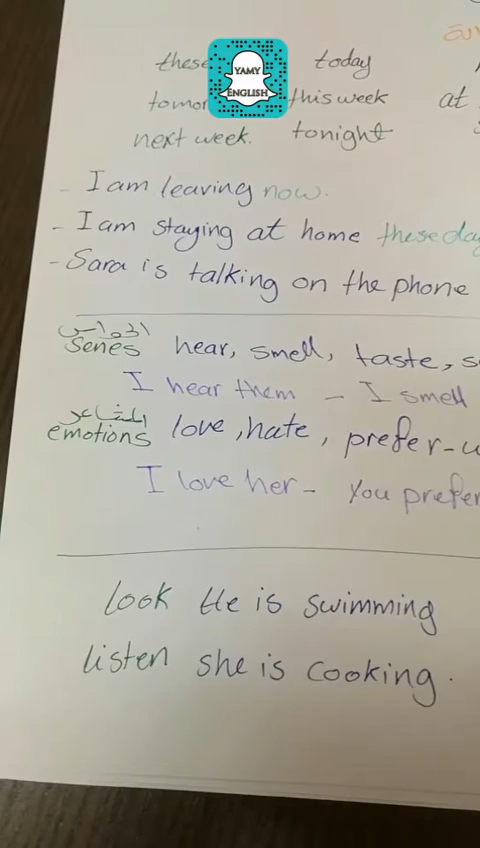 these today
YAMY ENGLISH
this week at
next week. tonight
- I am leaving now.
- I am staying at home these day
- Sara is talking on the phone
الحواس
Senes hear, smell, taste, s
I hear them - I smell
المشاعر
emotions love, hate, prefer-
I love her - You prefer
look He is swimming
listen she is cooking.